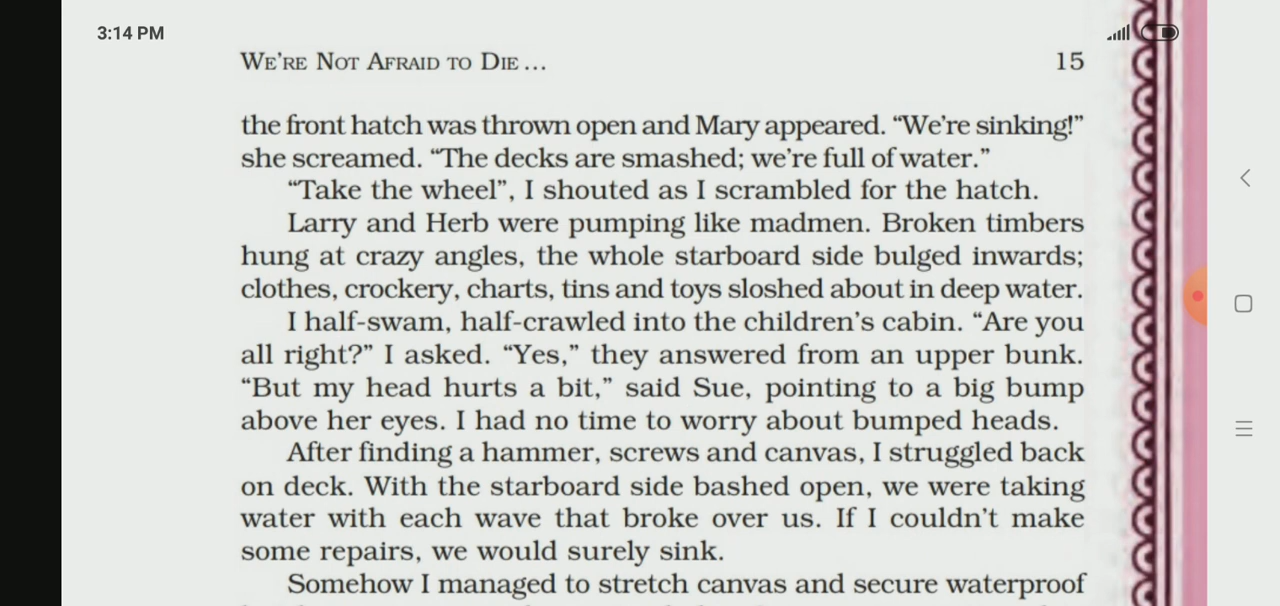 3:14 PM
WE'RE NOT AFRAID TO DIE ... 15
the front hatch was thrown open and Mary appeared. “We're sinking!”
she screamed. “The decks are smashed; we're full of water.”
“Take the wheel”, I shouted as I scrambled for the hatch.
Larry and Herb were pumping like madmen. Broken timbers
hung at crazy angles, the whole starboard side bulged inwards;
clothes, crockery, charts, tins and toys sloshed about in deep water.
I half-swam, half-crawled into the children's cabin. “Are you
all right?” I asked. “Yes,” they answered from an upper bunk.
“But my head hurts a bit,” said Sue, pointing to a big bump
above her eyes. I had no time to worry about bumped heads.
After finding a hammer, screws and canvas, I struggled back
on deck. With the starboard side bashed open, we were taking
water with each wave that broke over us. If I couldn't make
some repairs, we would surely sink.
Somehow I managed to stretch canvas and secure waterproof